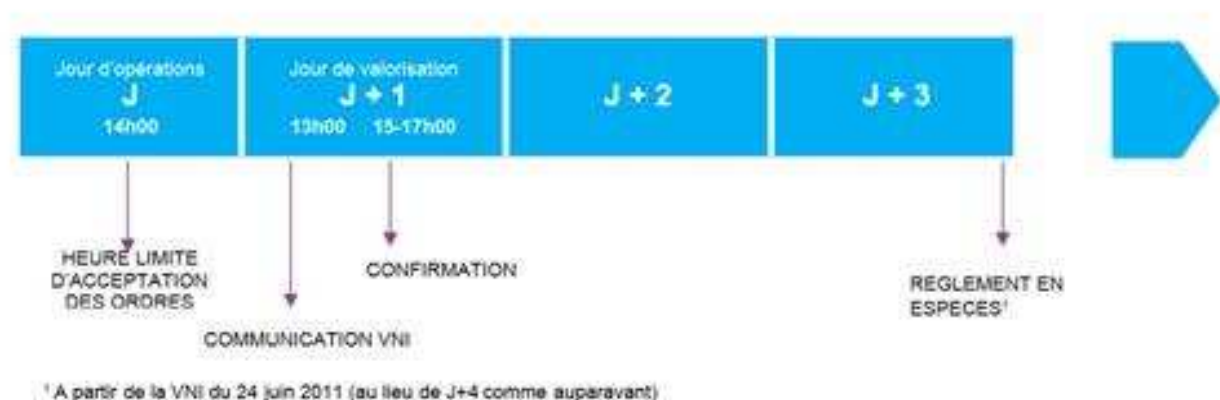 Jour d'opérations
J
14h00
Jour de valorisation
J + 1
13h00 15-17h00
J + 2
J + 3
HEURE LIMITE
D'ACCEPTATION
DES ORDRES
COMMUNICATION VNI
CONFIRMATION
REGLEMENT EN
ESPECES¹
¹ A partir de la VNI du 24 juin 2011 (au lieu de J+4 comme auparavant)